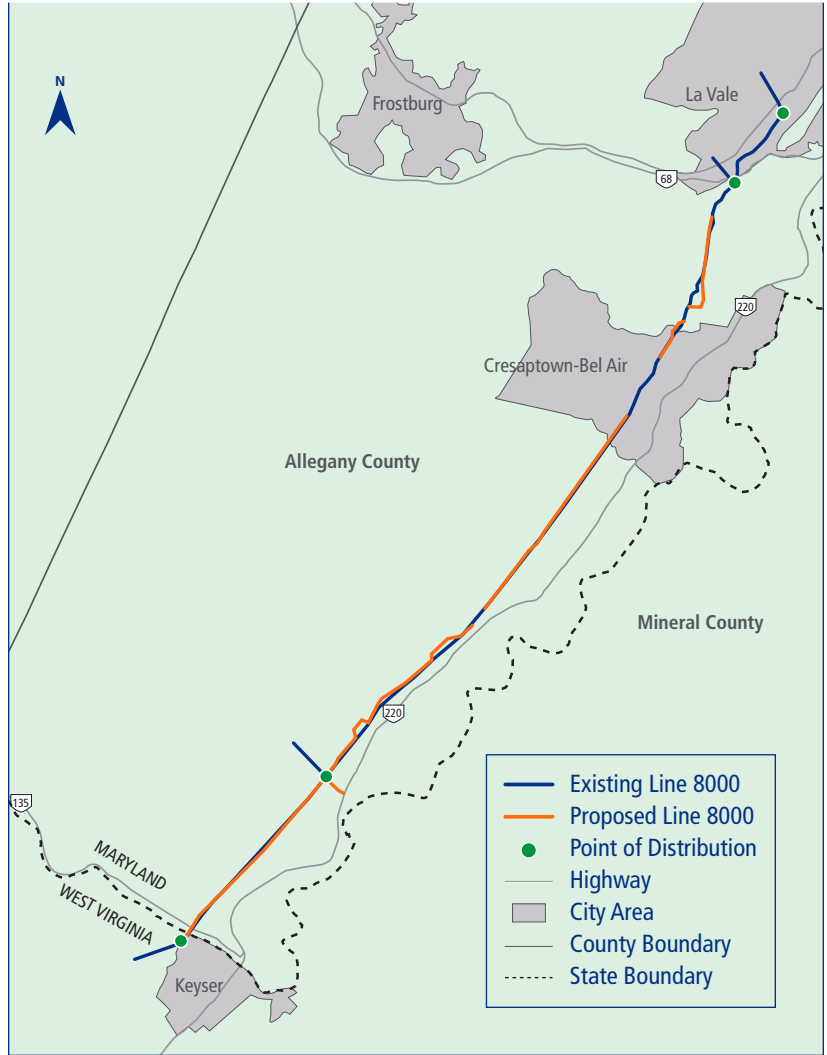 N
Frostburg
La Vale
68
220
Cresaptown-Bel Air
Allegany County
Mineral County
220
135
MARYLAND
WEST VIRGINIA
Keyser
Existing Line 8000
Proposed Line 8000
Point of Distribution
Highway
City Area
County Boundary
State Boundary